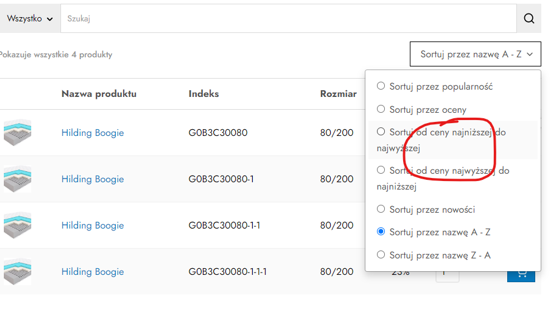 Wszystko
Szukaj
Pokazuje wszystkie 4 produkty
Sortuj przez nazwę A - Z
Sortuj przez popularność
Sortuj przez oceny
Sortuj od ceny najniższej do
najwyższej
Sortuj od ceny najwyższej do
najniższej
Sortuj przez nowości
Sortuj przez nazwę A - Z
Sortuj przez nazwę Z - A
Nazwa produktu Indeks Rozmiar
Hilding Boogie G0B3C30080 80/200
Hilding Boogie G0B3C30080-1 80/200
Hilding Boogie G0B3C30080-1-1 80/200
Hilding Boogie G0B3C30080-1-1-1 80/200 23%